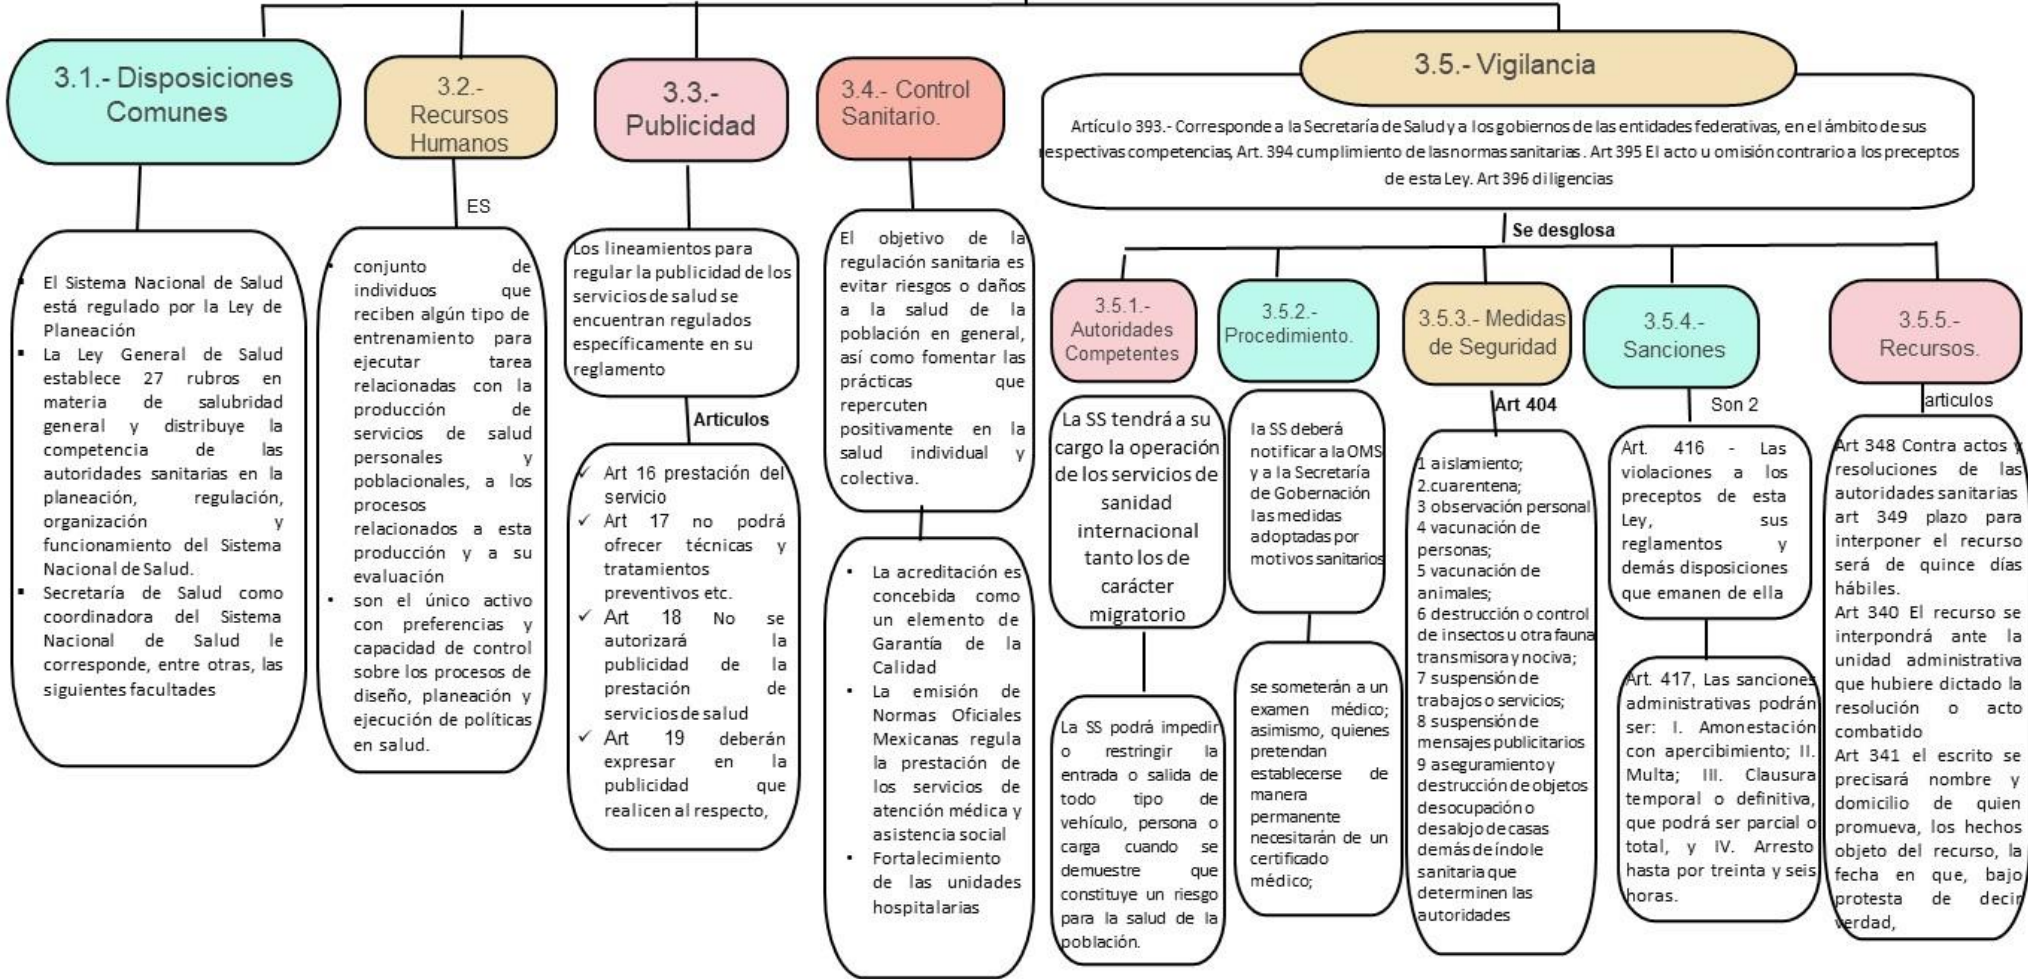 3.1.- Disposiciones
Comunes
El Sistema Nacional de Salud
está regulado por la Ley de
Planeación
La Ley General de Salud
establece 27 rubros en
materia de salubridad
general y distribuye la
competencia de las
autoridades sanitarias en la
planeación, regulación,
organización y
funcionamiento del Sistema
Nacional de Salud.
Secretaría de Salud como
coordinadora del Sistema
Nacional de Salud le
corresponde, entre otras, las
siguientes facultades
3.2.-
Recursos
Humanos
ES
conjunto de
individuos que
reciben algún tipo de
entrenamiento para
ejecutar tarea
relacionadas con la
producción de
servicios de salud
personales y
poblacionales, a los
procesos
relacionados a esta
producción y a su
evaluación
son el único activo
con preferencias y
capacidad de control
sobre los procesos de
diseño, planeación y
ejecución de políticas
en salud.
3.3.-
Publicidad
Los lineamientos para
regular la publicidad de los
servicios de salud se
encuentran regulados
específicamente en su
reglamento
Articulos
Art 16 prestación del
servicio
Art 17 no podrá
ofrecer técnicas y
tratamientos
preventivos etc.
Art 18 No se
autorizará la
publicidad de la
prestación de
servicios de salud
Art 19 deberán
expresar en la
publicidad que
realicen al respecto,
3.4.- Control
Sanitario.
El objetivo de la
regulación sanitaria es
evitar riesgos o daños
a la salud de la
población en general,
así como fomentar las
prácticas que
repercuten
positivamente en la
salud individual y
colectiva.
La acreditación es
concebida como
un elemento de
Garantía de la
Calidad
La emisión de
Normas Oficiales
Mexicanas regula
la prestación de
los servicios de
atención médica y
asistencia social
Fortalecimiento
de las unidades
hospitalarias
3.5.- Vigilancia
Artículo 393.- Corresponde a la Secretaría de Salud y a los gobiernos de las entidades federativas, en el ámbito de sus
respectivas competencias, Art. 394 cumplimiento de las normas sanitarias . Art 395 El acto u omisión contrario a los preceptos
de esta Ley. Art 396 diligencias
Se desglosa
3.5.1.-
Autoridades
Competentes
La SS tendrá a su
cargo la operación
de los servicios de
sanidad
internacional
tanto los de
carácter
migratorio
La SS podrá impedir
o restringir la
entrada o salida de
todo tipo de
vehículo, persona o
carga cuando se
demuestre que
constituye un riesgo
para la salud de la
población.
3.5.2.-
Procedimiento.
la SS deberá
notificar a la OMS
y a la Secretaría
de Gobernación
las medidas
adoptadas por
motivos sanitarios
se someterán a un
examen médico;
asimismo, quienes
pretendan
establecerse de
manera
permanente
necesitarán de un
certificado
médico;
3.5.3.- Medidas
de Seguridad
Art 404
1 aislamiento;
2.cuarentena;
3 observación personal
4 vacunación de
personas;
5 vacunación de
animales;
6 destrucción o control
de insectos u otra fauna
transmisora y nociva;
7 suspensión de
trabajos o servicios;
8 suspensión de
mensajes publicitarios
9 aseguramiento y
destrucción de objetos
desocupación o
desalojo de casas
demás de índole
sanitaria que
determinen las
autoridades
3.5.4.-
Sanciones
Son 2
Art. 416 - Las
violaciones a los
preceptos de esta
Ley, sus
reglamentos y
demás disposiciones
que emanen de ella
Art. 417, Las sanciones
administrativas podrán
ser: I. Amonestación
con apercibimiento; II.
Multa; III. Clausura
temporal o definitiva,
que podrá ser parcial o
total, y IV. Arresto
hasta por treinta y seis
horas.
3.5.5.-
Recursos.
articulos
Art 348 Contra actos y
resoluciones de las
autoridades sanitarias
art 349 plazo para
interponer el recurso
será de quince días
hábiles.
Art 340 El recurso se
interpondrá ante la
unidad administrativa
que hubiere dictado la
resolución o acto
combatido
Art 341 el escrito se
precisará nombre y
domicilio de quien
promueva, los hechos
objeto del recurso, la
fecha en que, bajo
protesta de decir
verdad,